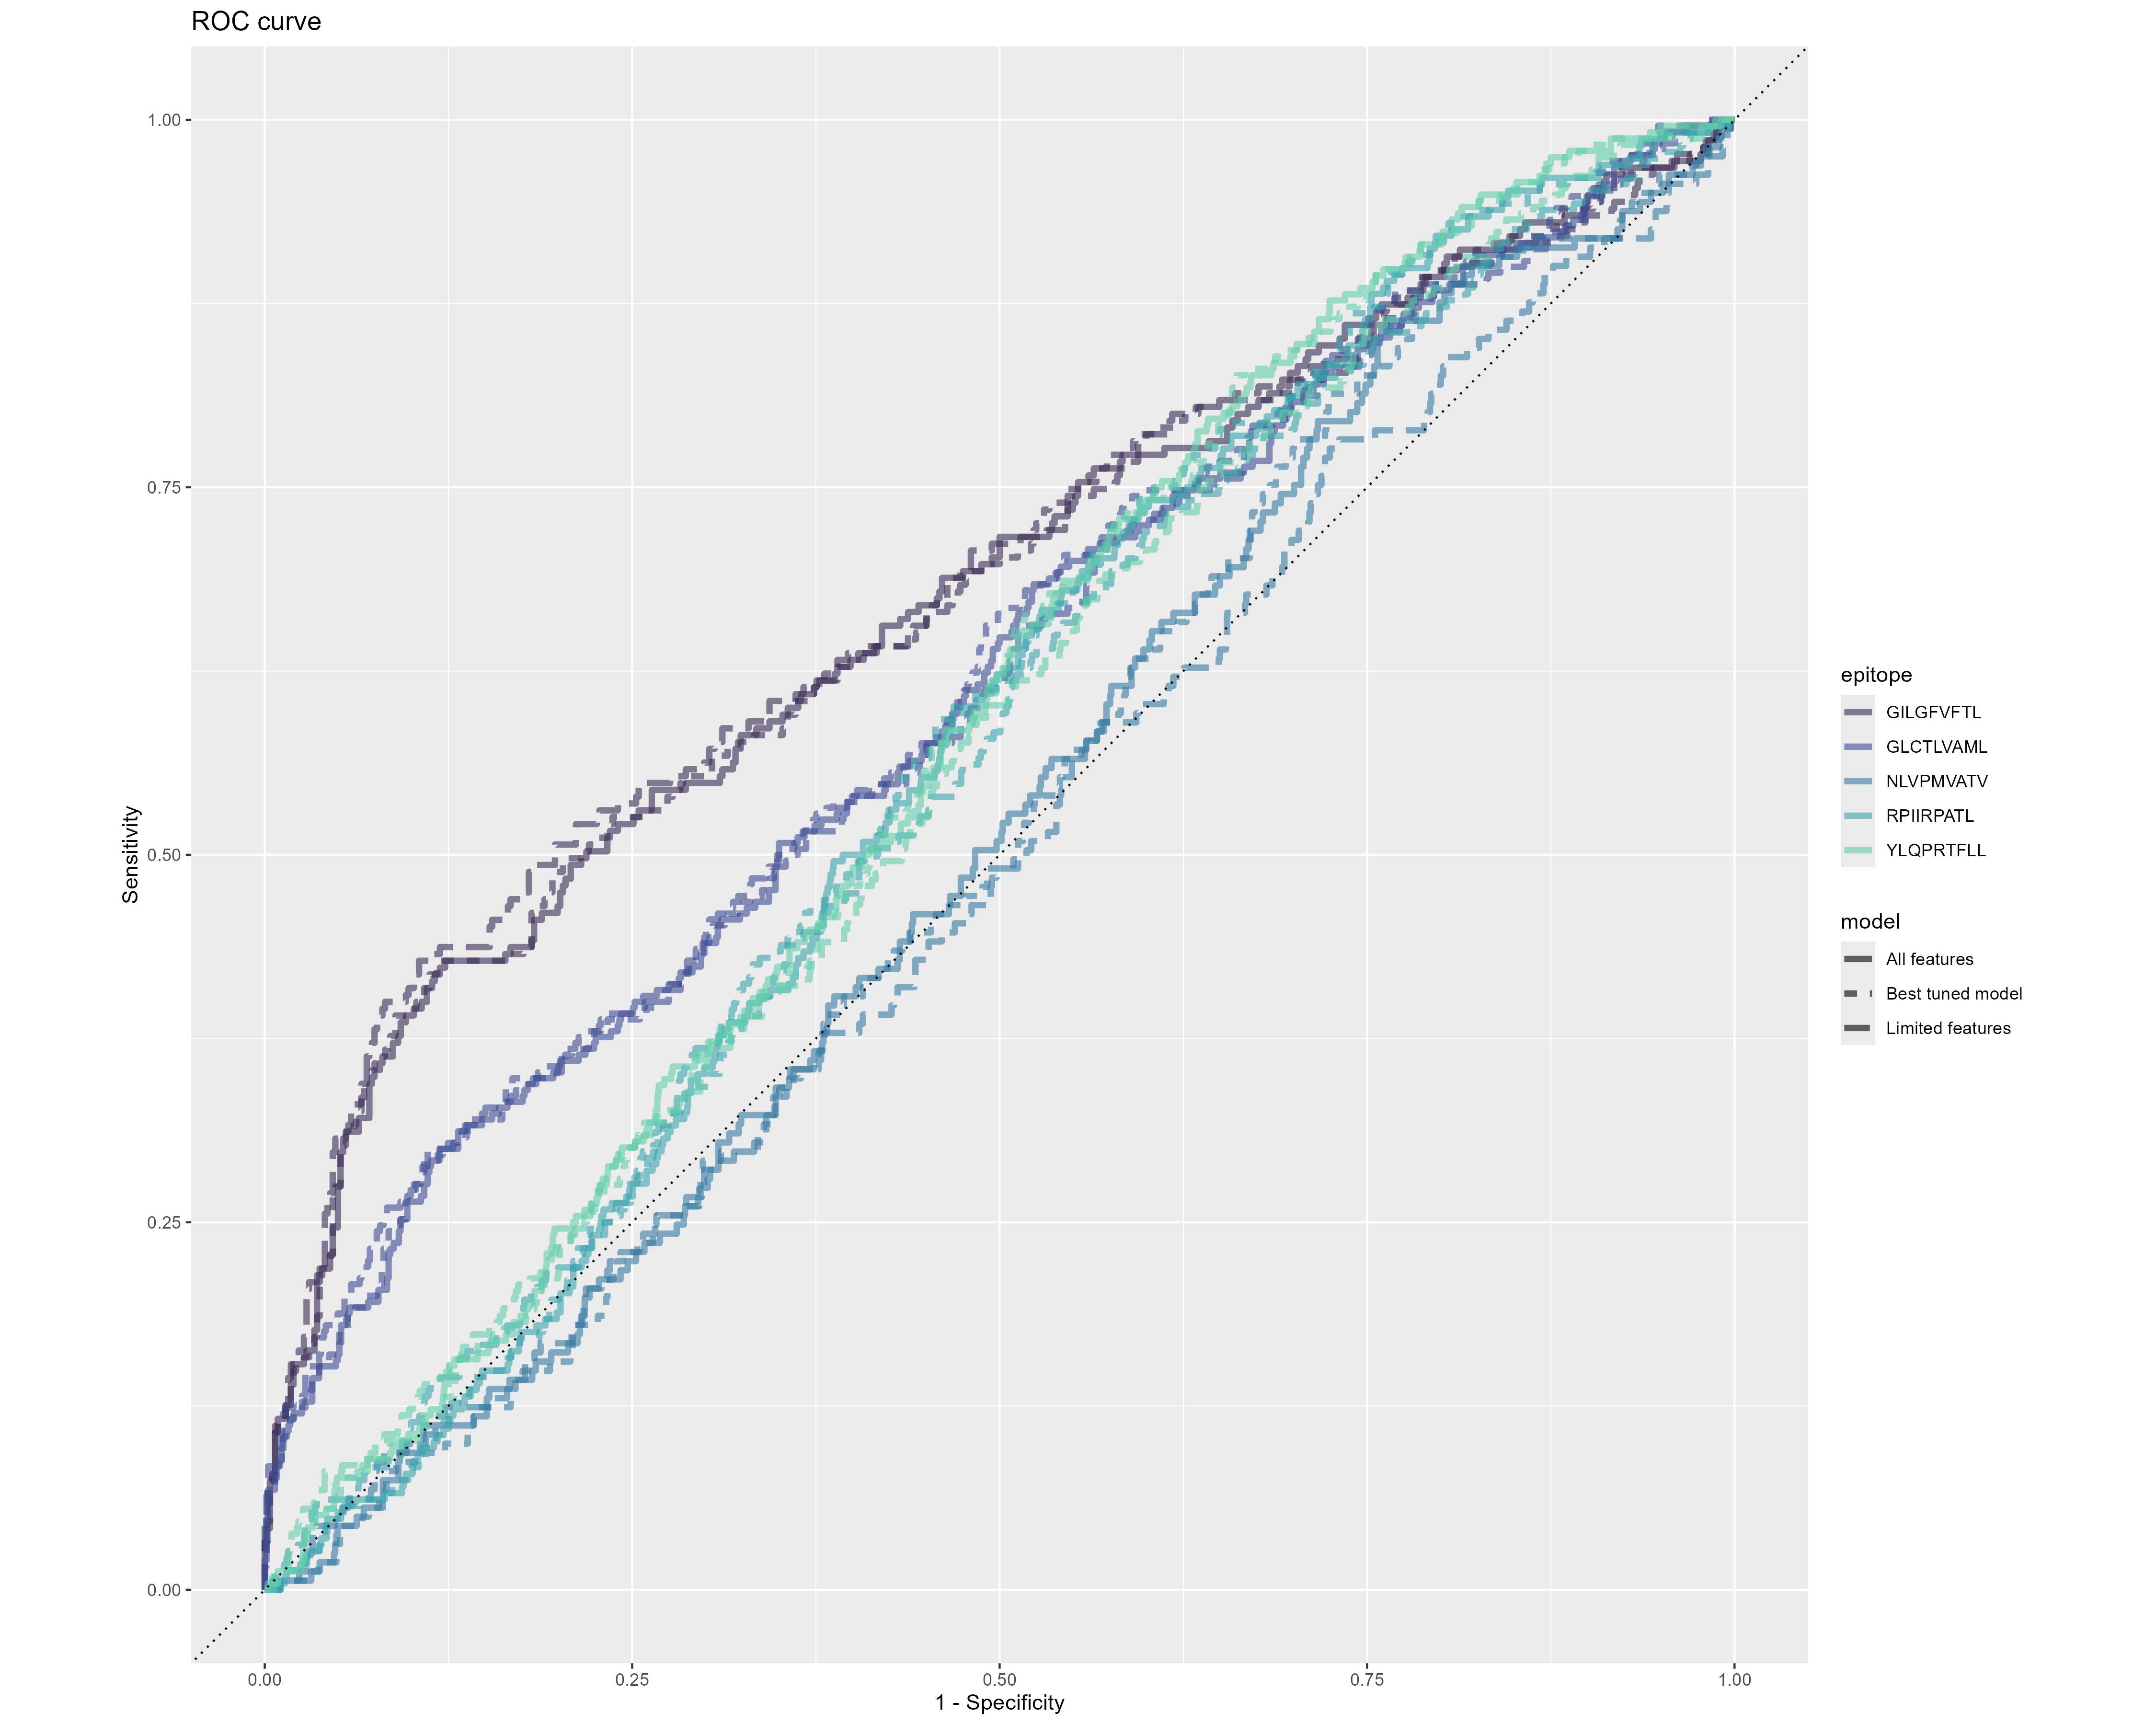 ROC curve
1.00
0.75
0.50
0.25
0.00
Sensitivity
0.00 0.25 0.50 0.75 1.00
1 - Specificity
epitope
GILGFVFTL
GLCTLVAML
NLVPMVATV
RPIIRPATL
YLQPRTFLL
model
All features
Best tuned model
Limited features